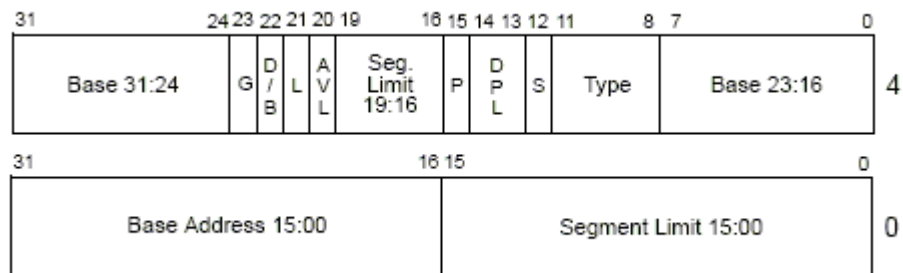 31 24 23 22 21 20 19 16 15 14 13 12 11 8 7 0
Base 31:24 G D/B L AVL Seg. Limit 19:16 P DPL S Type Base 23:16 4
31 16 15 0
Base Address 15:00 Segment Limit 15:00 0